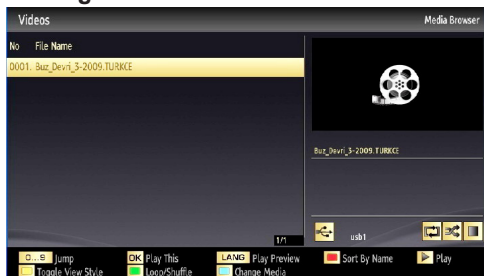 Videos Media Browser
No File Name
0001. Buz_Devri_3-2009.TURKCE
Buz_Devri_3-2009.TURKCE
1/1 usb1
0...9 Jump OK Play This LANG Play Preview Sort By Name Play
Toggle View Style Loop/Shuffle Change Media